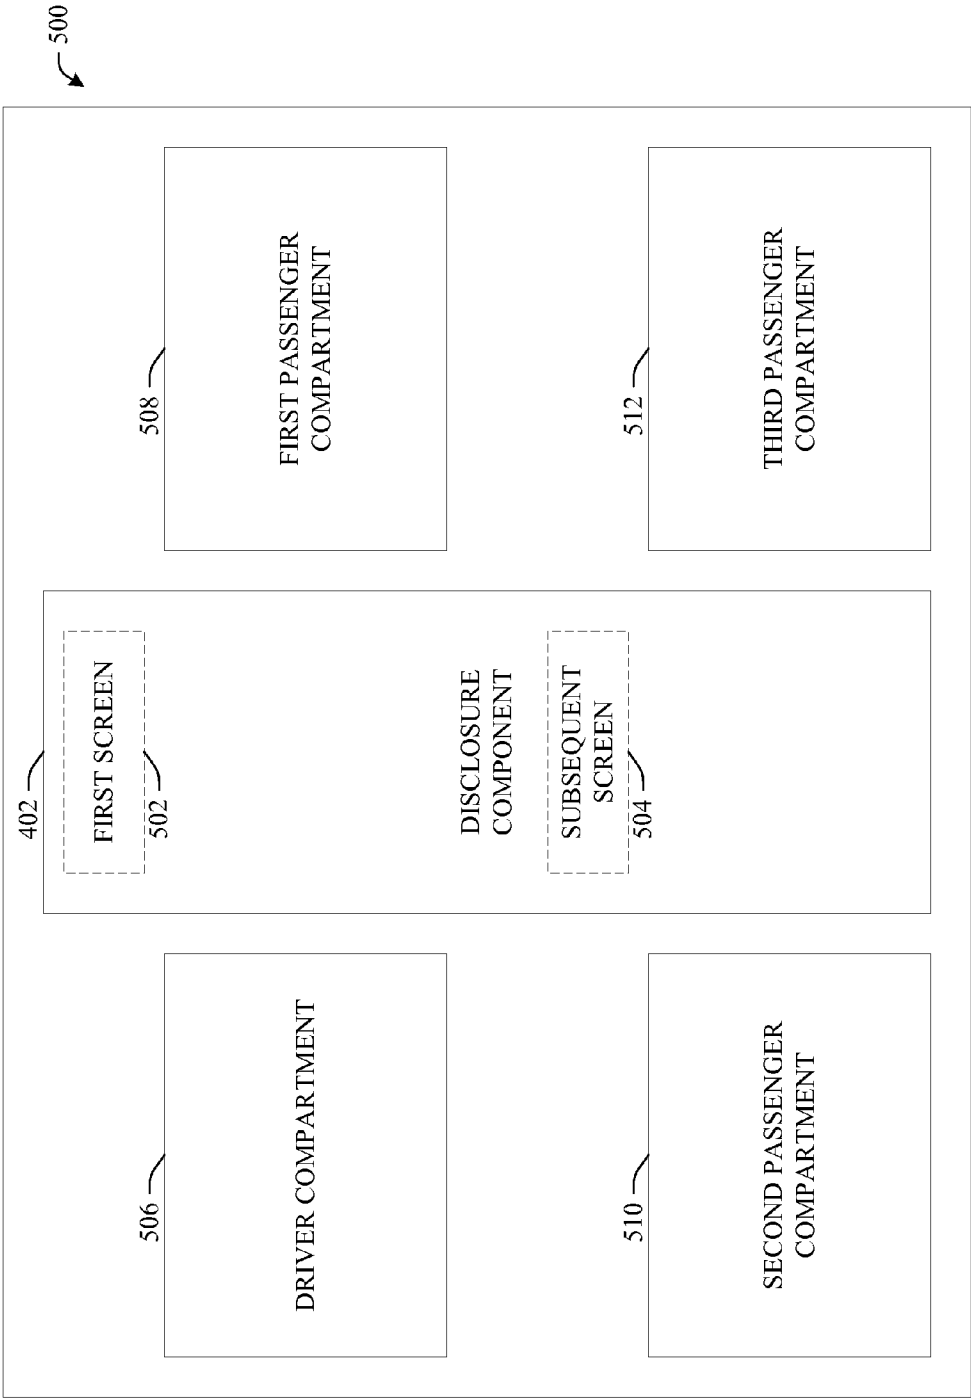 500
402
FIRST SCREEN
502
506
DRIVER COMPARTMENT
508
FIRST PASSENGER
COMPARTMENT
DISCLOSURE
COMPONENT
SUBSEQUENT
SCREEN
504
510
SECOND PASSENGER
COMPARTMENT
512
THIRD PASSENGER
COMPARTMENT